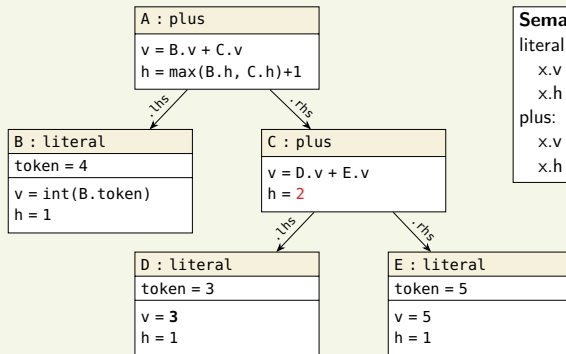 A : plus
v = B.v + C.v
h = max(B.h, C.h)+1
.lhs
.rhs
B : literal
token = 4
v = int(B.token)
h = 1
C : plus
v = D.v + E.v
h = 2
.lhs
.rhs
D : literal
token = 3
v = 3
h = 1
E : literal
token = 5
v = 5
h = 1
Sema
literal
x.v
x.h
plus:
x.v
x.h